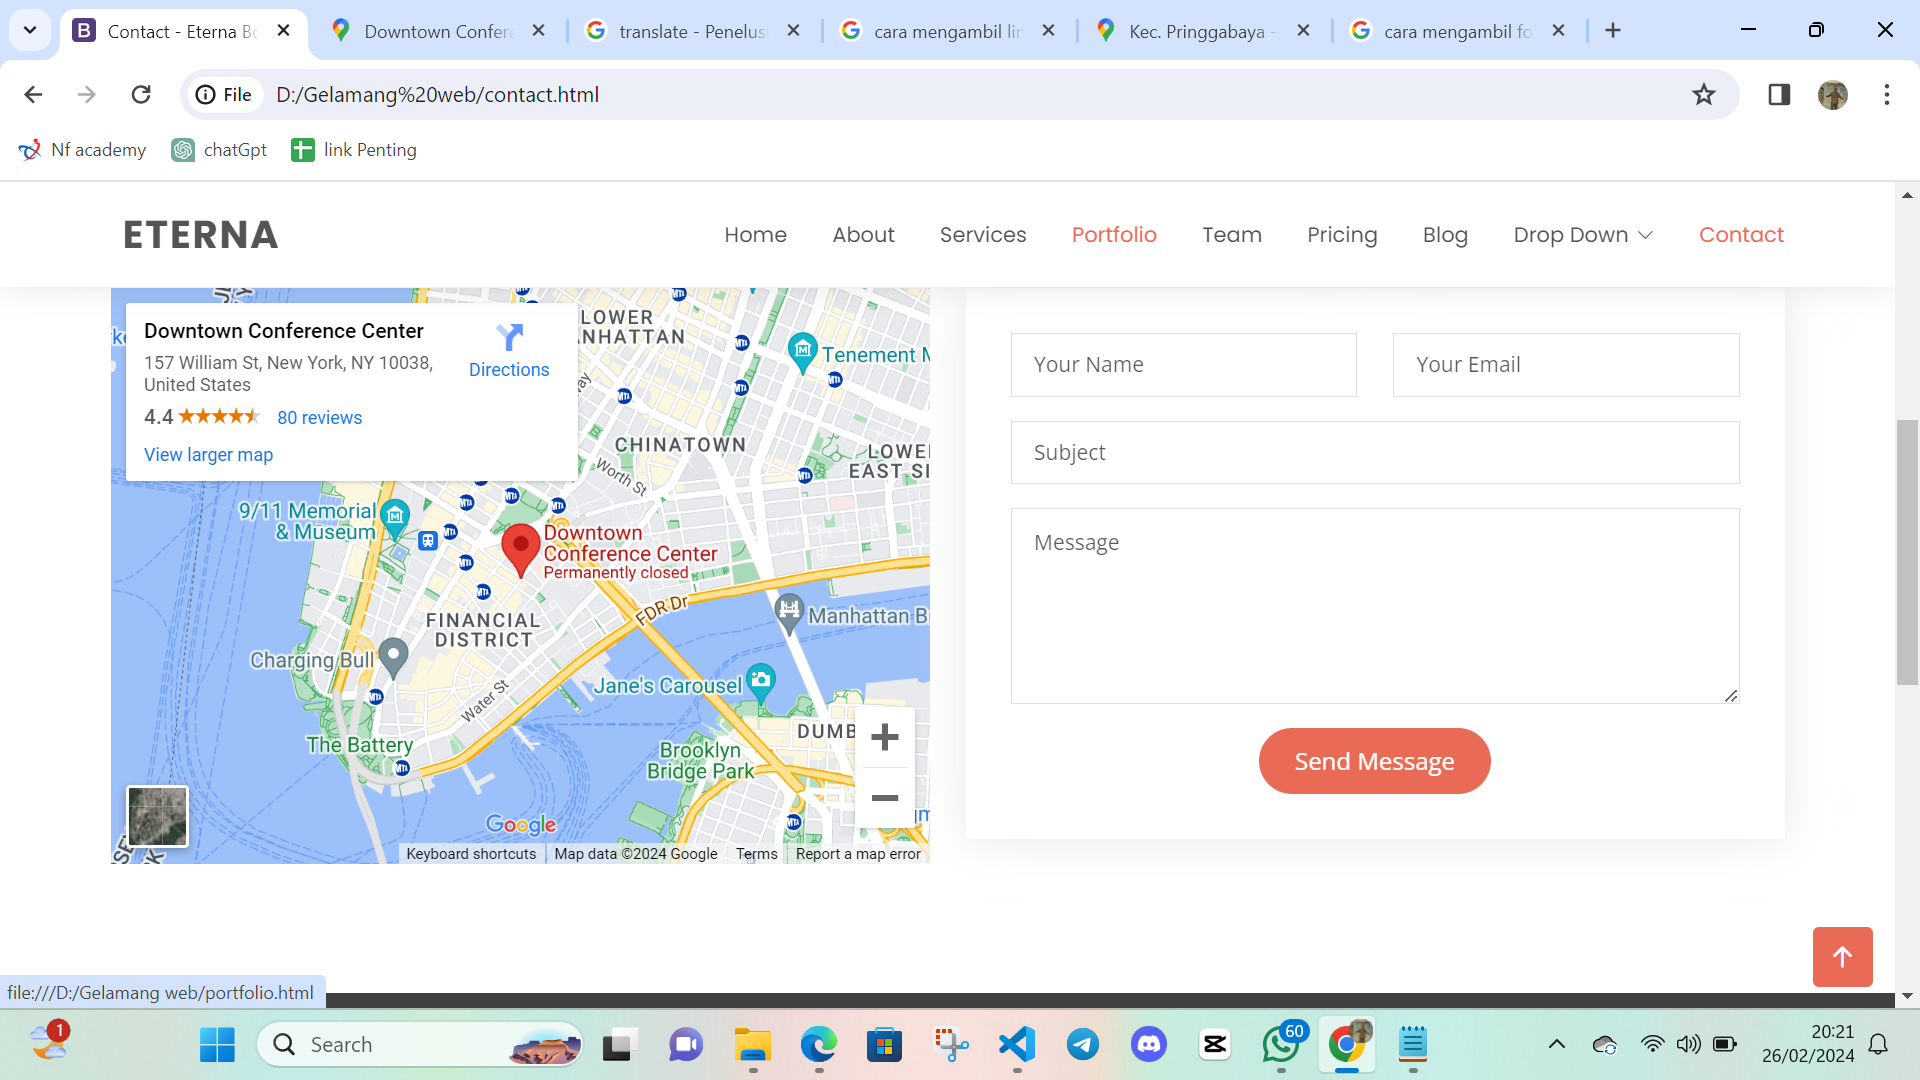 Contact - Eterna Bo
Downtown Confere
translate - Penelus
cara mengambil lin
Kec. Pringgabaya -
cara mengambil fo
File
D:/Gelamang%20web/contact.html
Nf academy
chatGpt
link Penting
ETERNA
Home
About
Services
Portfolio
Team
Pricing
Blog
Drop Down
Contact
Downtown Conference Center
157 William St, New York, NY 10038,
United States
Directions
4.4
80 reviews
View larger map
LOWER
Tenement M
CHINATOWN
Worth St
EAST SI
9/11 Memorial
& Museum
Downtown
Conference Center
Permanently closed
FINANCIAL
DISTRICT
FDR Dr
Manhattan B
Charging Bull
Water St
Jane's Carousel
DUMB
The Battery
Brooklyn
Bridge Park
Google
Keyboard shortcuts
Map data ©2024 Google
Terms
Report a map error
Your Name
Your Email
Subject
Message
Send Message
file:///D:/Gelamang web/portfolio.html
1
Search
60
20:21
26/02/2024